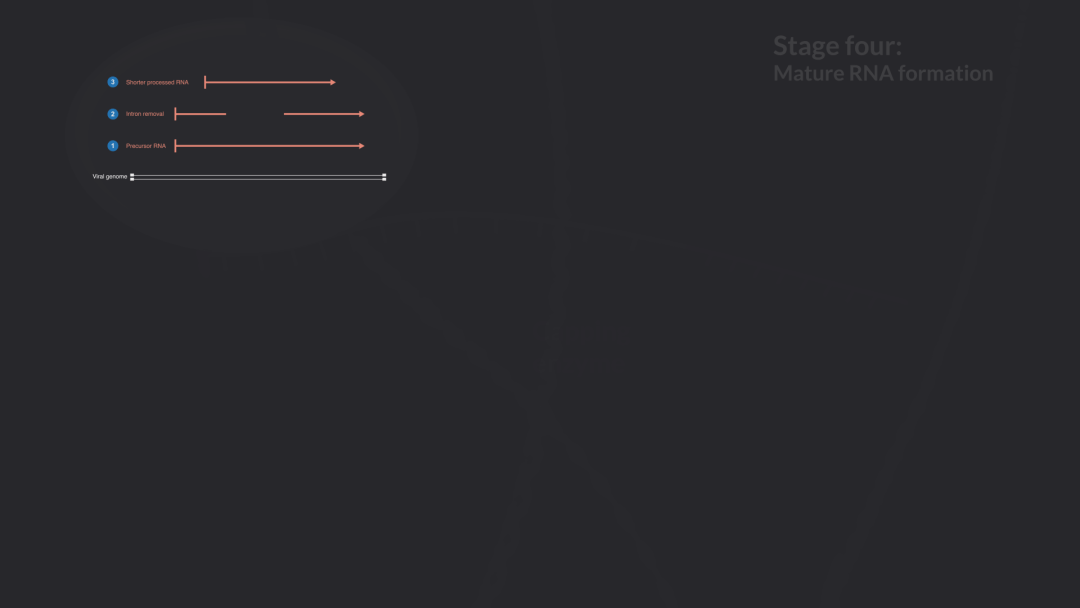 Stage four:
Mature RNA formation
3 Shorter processed RNA
2 Intron removal
1 Precursor RNA
Viral genome